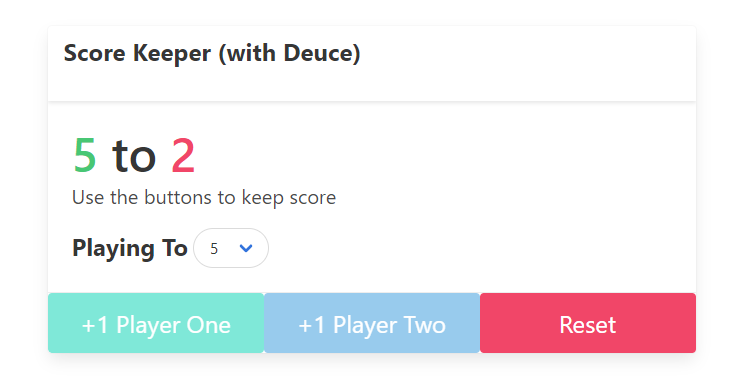 Score Keeper (with Deuce)
5 to 2
Use the buttons to keep score
Playing To 5
+1 Player One +1 Player Two Reset